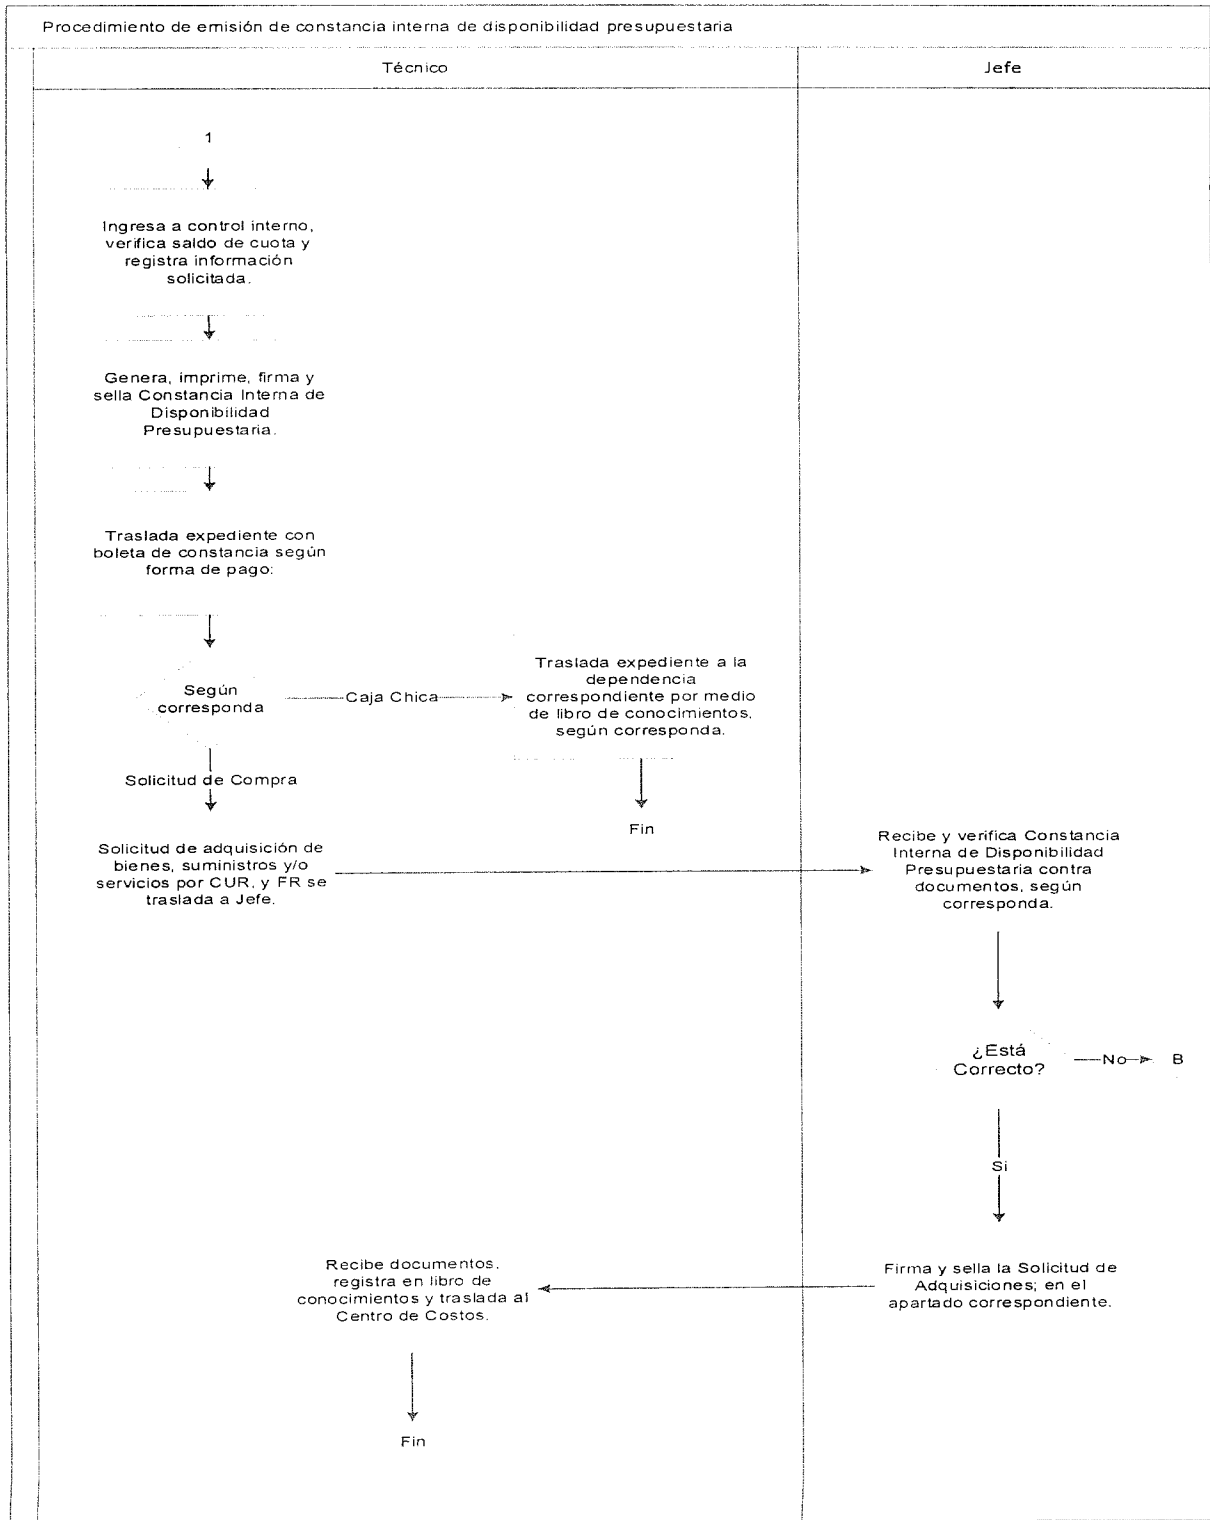 Procedimiento de emisión de constancia interna de disponibilidad presupuestaria
Técnico
Jefe
1
Ingresa a control interno,
verifica saldo de cuota y
registra información
solicitada.
Genera, imprime, firma y
sella Constancia Interna de
Disponibilidad
Presupuestaria.
Traslada expediente con
boleta de constancia según
forma de pago:
Según
corresponda
Caja Chica
Traslada expediente a la
dependencia
correspondiente por medio
de libro de conocimientos,
según corresponda.
Fin
Solicitud de Compra
Solicitud de adquisición de
bienes, suministros y/o
servicios por CUR, y FR se
traslada a Jefe.
Recibe y verifica Constancia
Interna de Disponibilidad
Presupuestaria contra
documentos, según
corresponda.
¿Está
Correcto?
No
B
Si
Firma y sella la Solicitud de
Adquisiciones; en el
apartado correspondiente.
Recibe documentos,
registra en libro de
conocimientos y traslada al
Centro de Costos.
Fin